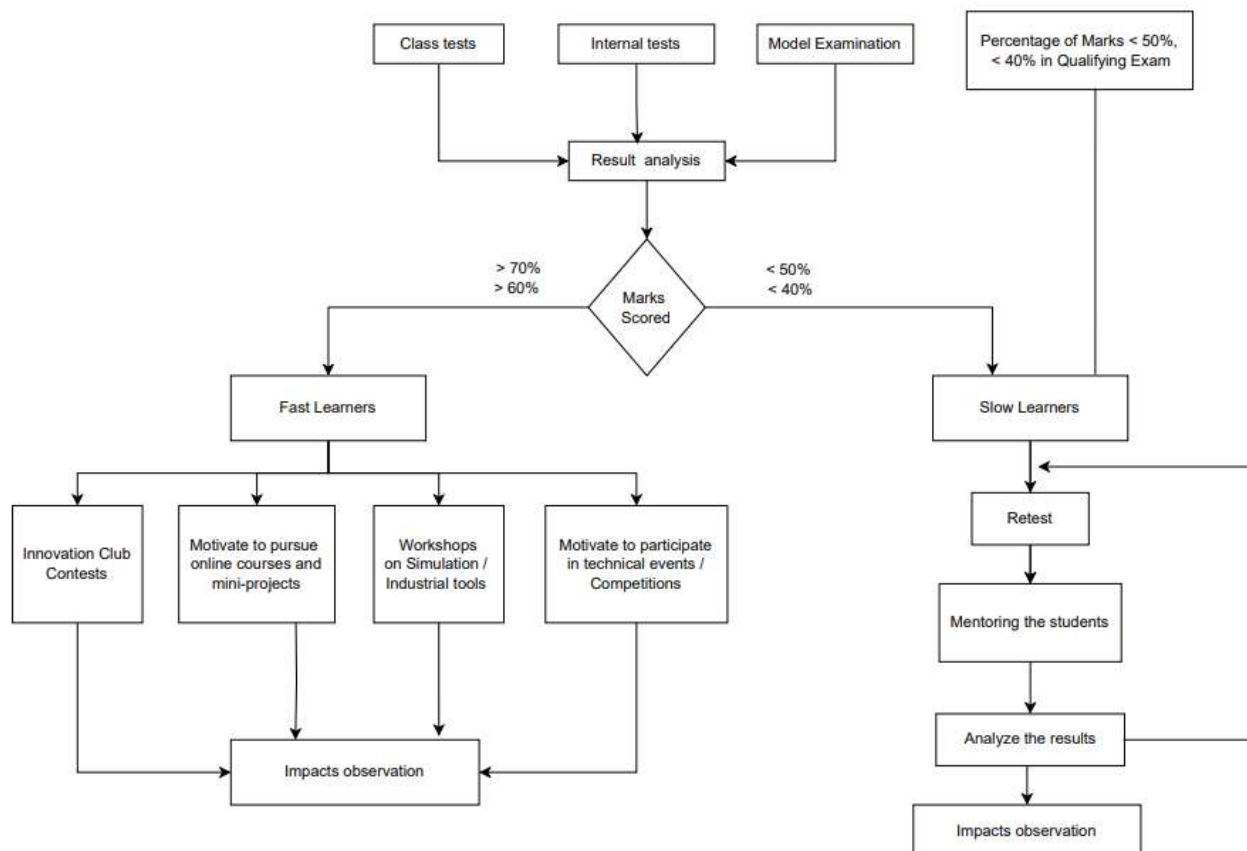 Class tests
Internal tests
Model Examination
Percentage of Marks < 50%,
< 40% in Qualifying Exam
Result analysis
> 70%
> 60%
Marks
Scored
< 50%
< 40%
Fast Learners
Slow Learners
Innovation Club
Contests
Motivate to pursue
online courses and
mini-projects
Workshops
on Simulation /
Industrial tools
Motivate to participate
in technical events /
Competitions
Retest
Mentoring the students
Analyze the results
Impacts observation
Impacts observation